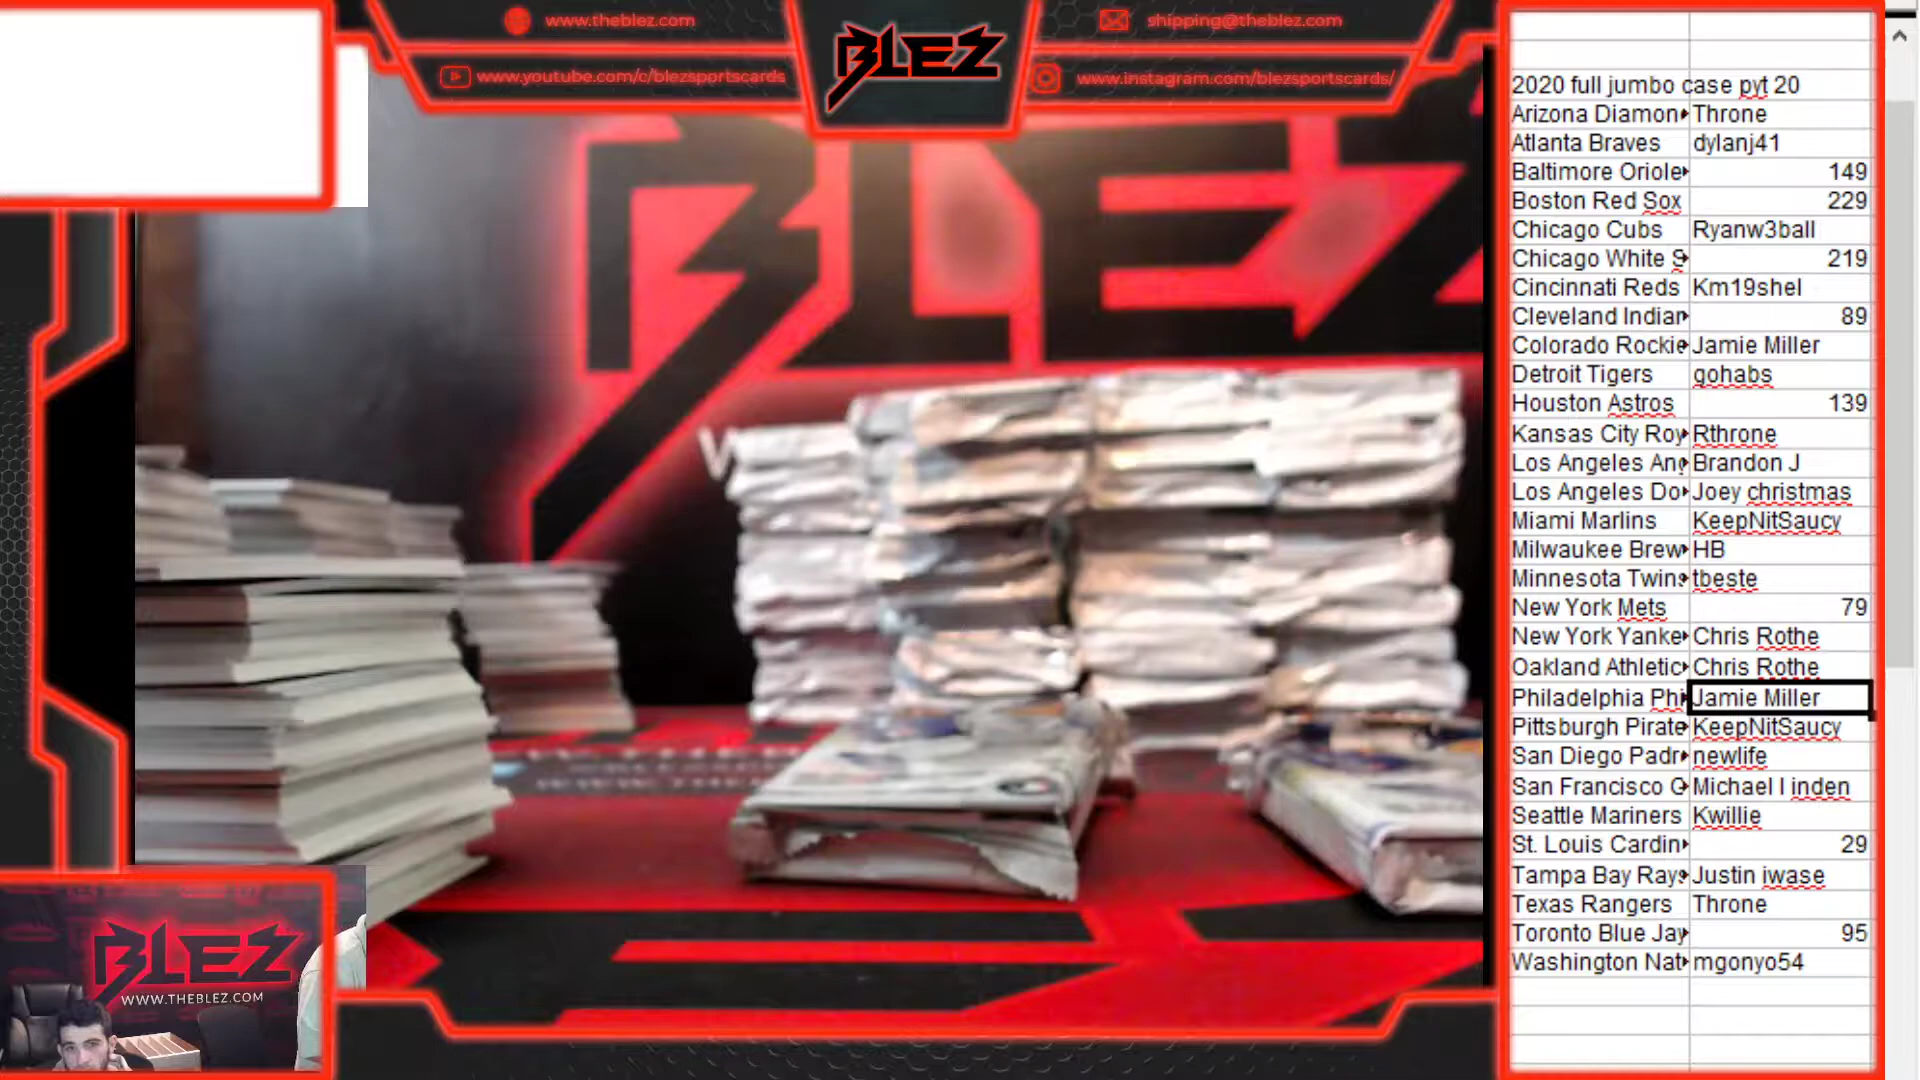 www.theblez.com
BLEZ
shipping@theblez.com
www.youtube.com/c/blezsportscards
www.instagram.com/blezsportscards/
BLEZ
BLEZ
WWW.THEBLEZ.COM
2020 full jumbo case pyt 20
Arizona Diamon Throne
Atlanta Braves dylanj41
Baltimore Oriole 149
Boston Red Sox 229
Chicago Cubs Ryanw3ball
Chicago White S 219
Cincinnati Reds Km19shel
Cleveland Indian 89
Colorado Rockie Jamie Miller
Detroit Tigers gohabs
Houston Astros 139
Kansas City Roy Rthrone
Los Angeles Ang Brandon J
Los Angeles Do Joey christmas
Miami Marlins KeepNitSaucy
Milwaukee Brew HB
Minnesota Twins tbeste
New York Mets 79
New York Yanke Chris Rothe
Oakland Athletic Chris Rothe
Philadelphia Phi Jamie Miller
Pittsburgh Pirate KeepNitSaucy
San Diego Padr newlife
San Francisco G Michael l inden
Seattle Mariners Kwillie
St. Louis Cardin 29
Tampa Bay Rays Justin iwase
Texas Rangers Throne
Toronto Blue Jay 95
Washington Nat mgonyo54